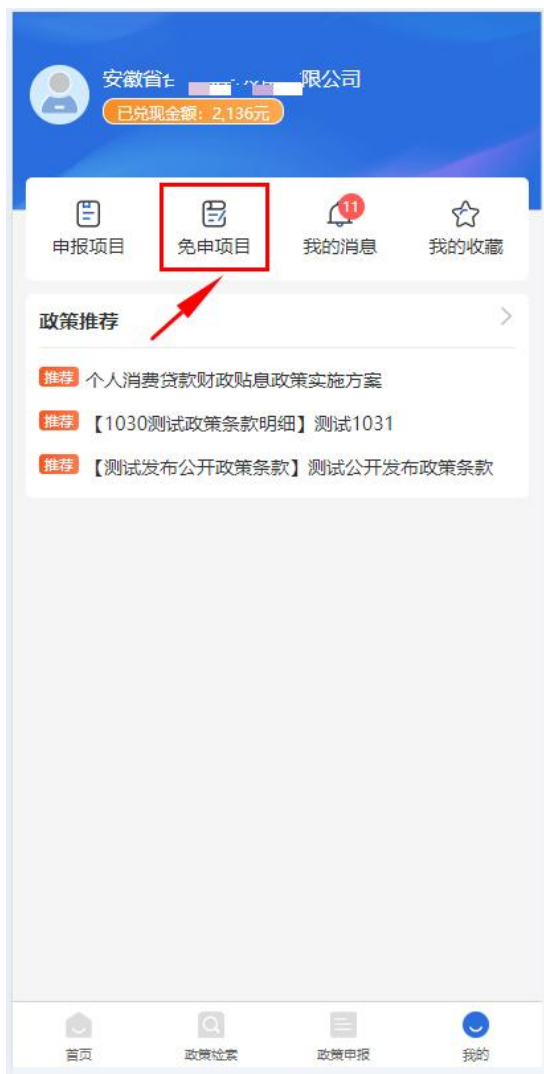 安徽省 限公司
已兑现金额：2,136元
申报项目 免申项目 11 我的消息 我的收藏
政策推荐
推荐 个人消费贷款财政贴息政策实施方案
推荐 【1030测试政策条款明细】测试1031
推荐 【测试发布公开政策条款】测试公开发布政策条款
首页 政策检索 政策申报 我的